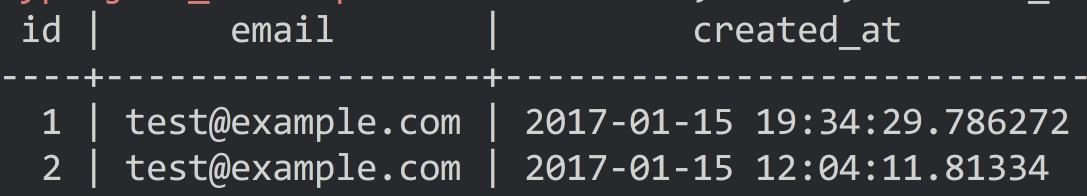 id | email | created_at
----+------------------+----------------------------
1 | test@example.com | 2017-01-15 19:34:29.786272
2 | test@example.com | 2017-01-15 12:04:11.81334